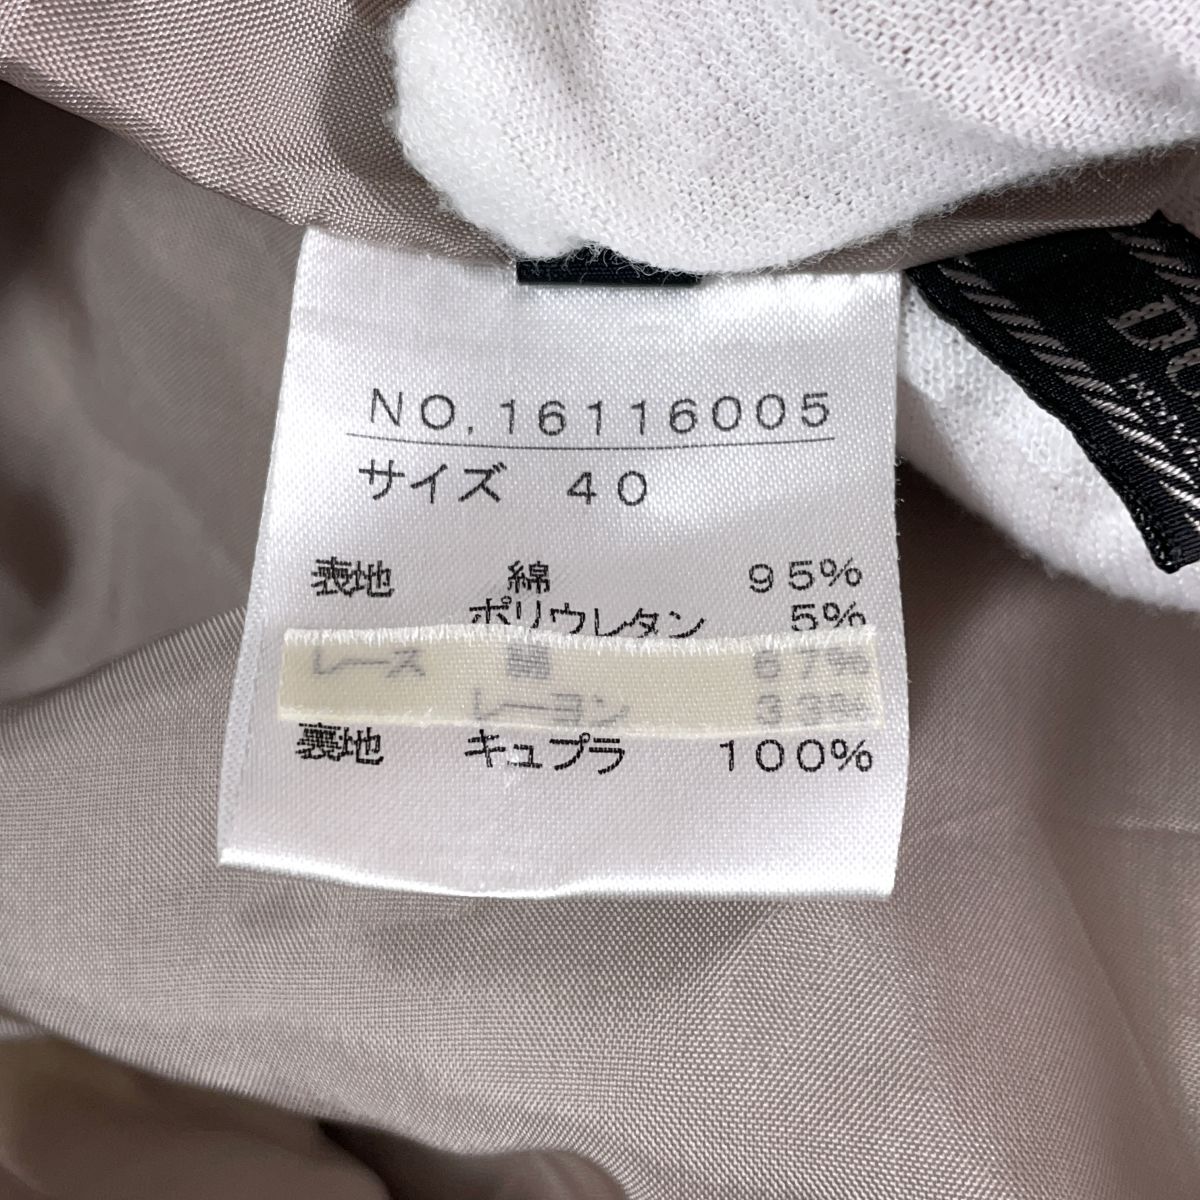 NO.16116005
サイズ 40
表地 綿 95%
ポリウレタン 5%
レース 綿 67%
レーヨン 33%
裏地 キュプラ 100%